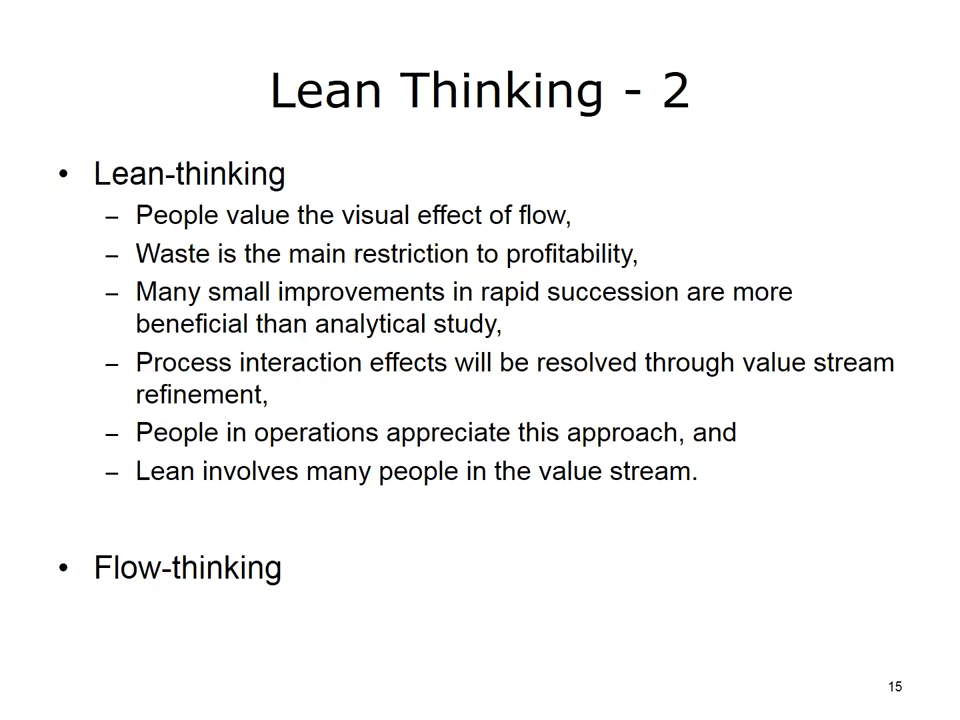 Lean Thinking - 2
• Lean-thinking
– People value the visual effect of flow,
– Waste is the main restriction to profitability,
– Many small improvements in rapid succession are more
beneficial than analytical study,
– Process interaction effects will be resolved through value stream
refinement,
– People in operations appreciate this approach, and
– Lean involves many people in the value stream.
• Flow-thinking
15